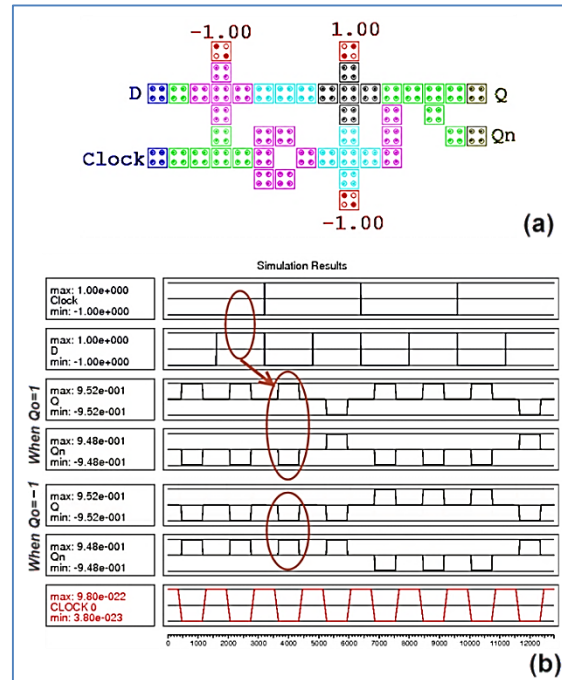 -1.00 1.00
D Q
Qn
Clock
-1.00
(a)
Simulation Results
max: 1.00e+000
Clock
min: -1.00e+000
max: 1.00e+000
D
min: -1.00e+000
When Qo=1
max: 9.52e-001
Q
min: -9.52e-001
max: 9.48e-001
Qn
min: -9.48e-001
When Qo=-1
max: 9.52e-001
Q
min: -9.52e-001
max: 9.48e-001
Qn
min: -9.48e-001
max: 9.80e-022
CLOCK 0
min: 3.80e-023
0 1000 2000 3000 4000 5000 6000 7000 8000 9000 10000 11000 12000
(b)